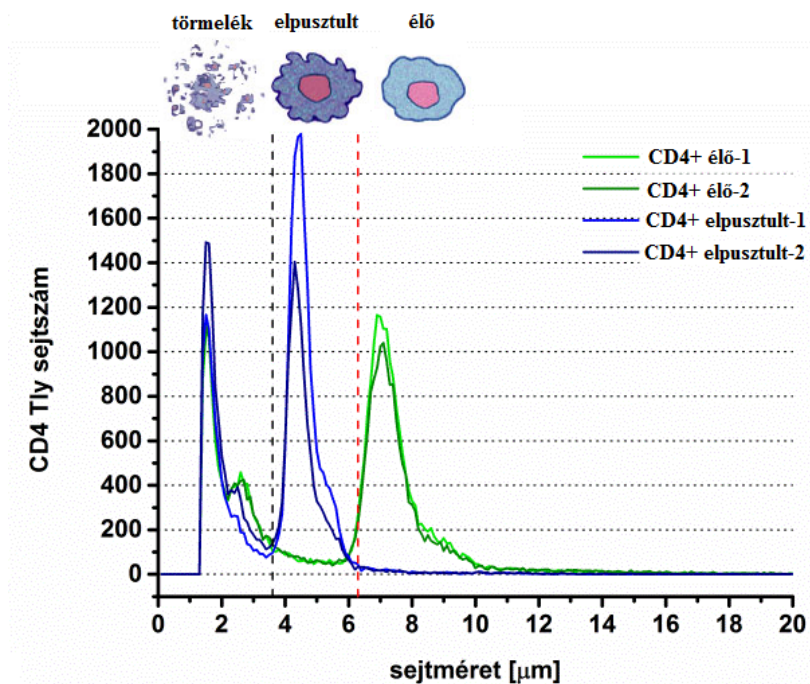 törmelék elpusztult élő
2000
1800
1600
1400
1200
1000
800
600
400
200
0
CD4 Tly sejtszám
CD4+ élő-1
CD4+ élő-2
CD4+ elpusztult-1
CD4+ elpusztult-2
0 2 4 6 8 10 12 14 16 18 20
sejtméret [µm]